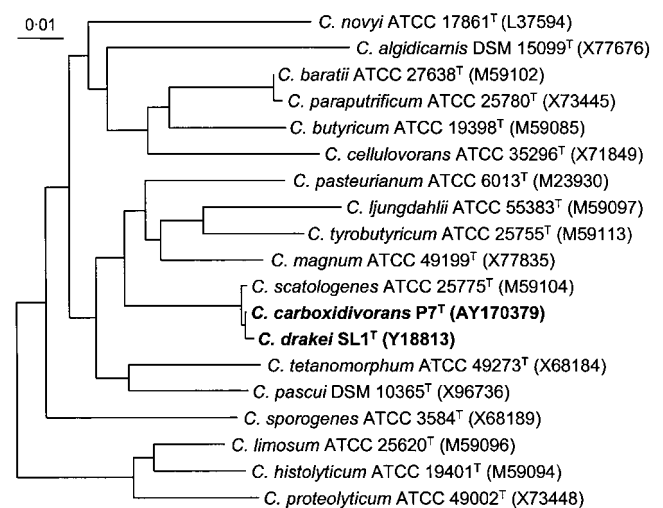 0·01
C. novyi ATCC 17861ᵀ (L37594)
C. algidicarnis DSM 15099ᵀ (X77676)
C. baratii ATCC 27638ᵀ (M59102)
C. paraputrificum ATCC 25780ᵀ (X73445)
C. butyricum ATCC 19398ᵀ (M59085)
C. cellulovorans ATCC 35296ᵀ (X71849)
C. pasteurianum ATCC 6013ᵀ (M23930)
C. ljungdahlii ATCC 55383ᵀ (M59097)
C. tyrobutyricum ATCC 25755ᵀ (M59113)
C. magnum ATCC 49199ᵀ (X77835)
C. scatologenes ATCC 25775ᵀ (M59104)
C. carboxidivorans P7ᵀ (AY170379)
C. drakei SL1ᵀ (Y18813)
C. tetanomorphum ATCC 49273ᵀ (X68184)
C. pascui DSM 10365ᵀ (X96736)
C. sporogenes ATCC 3584ᵀ (X68189)
C. limosum ATCC 25620ᵀ (M59096)
C. histolyticum ATCC 19401ᵀ (M59094)
C. proteolyticum ATCC 49002ᵀ (X73448)